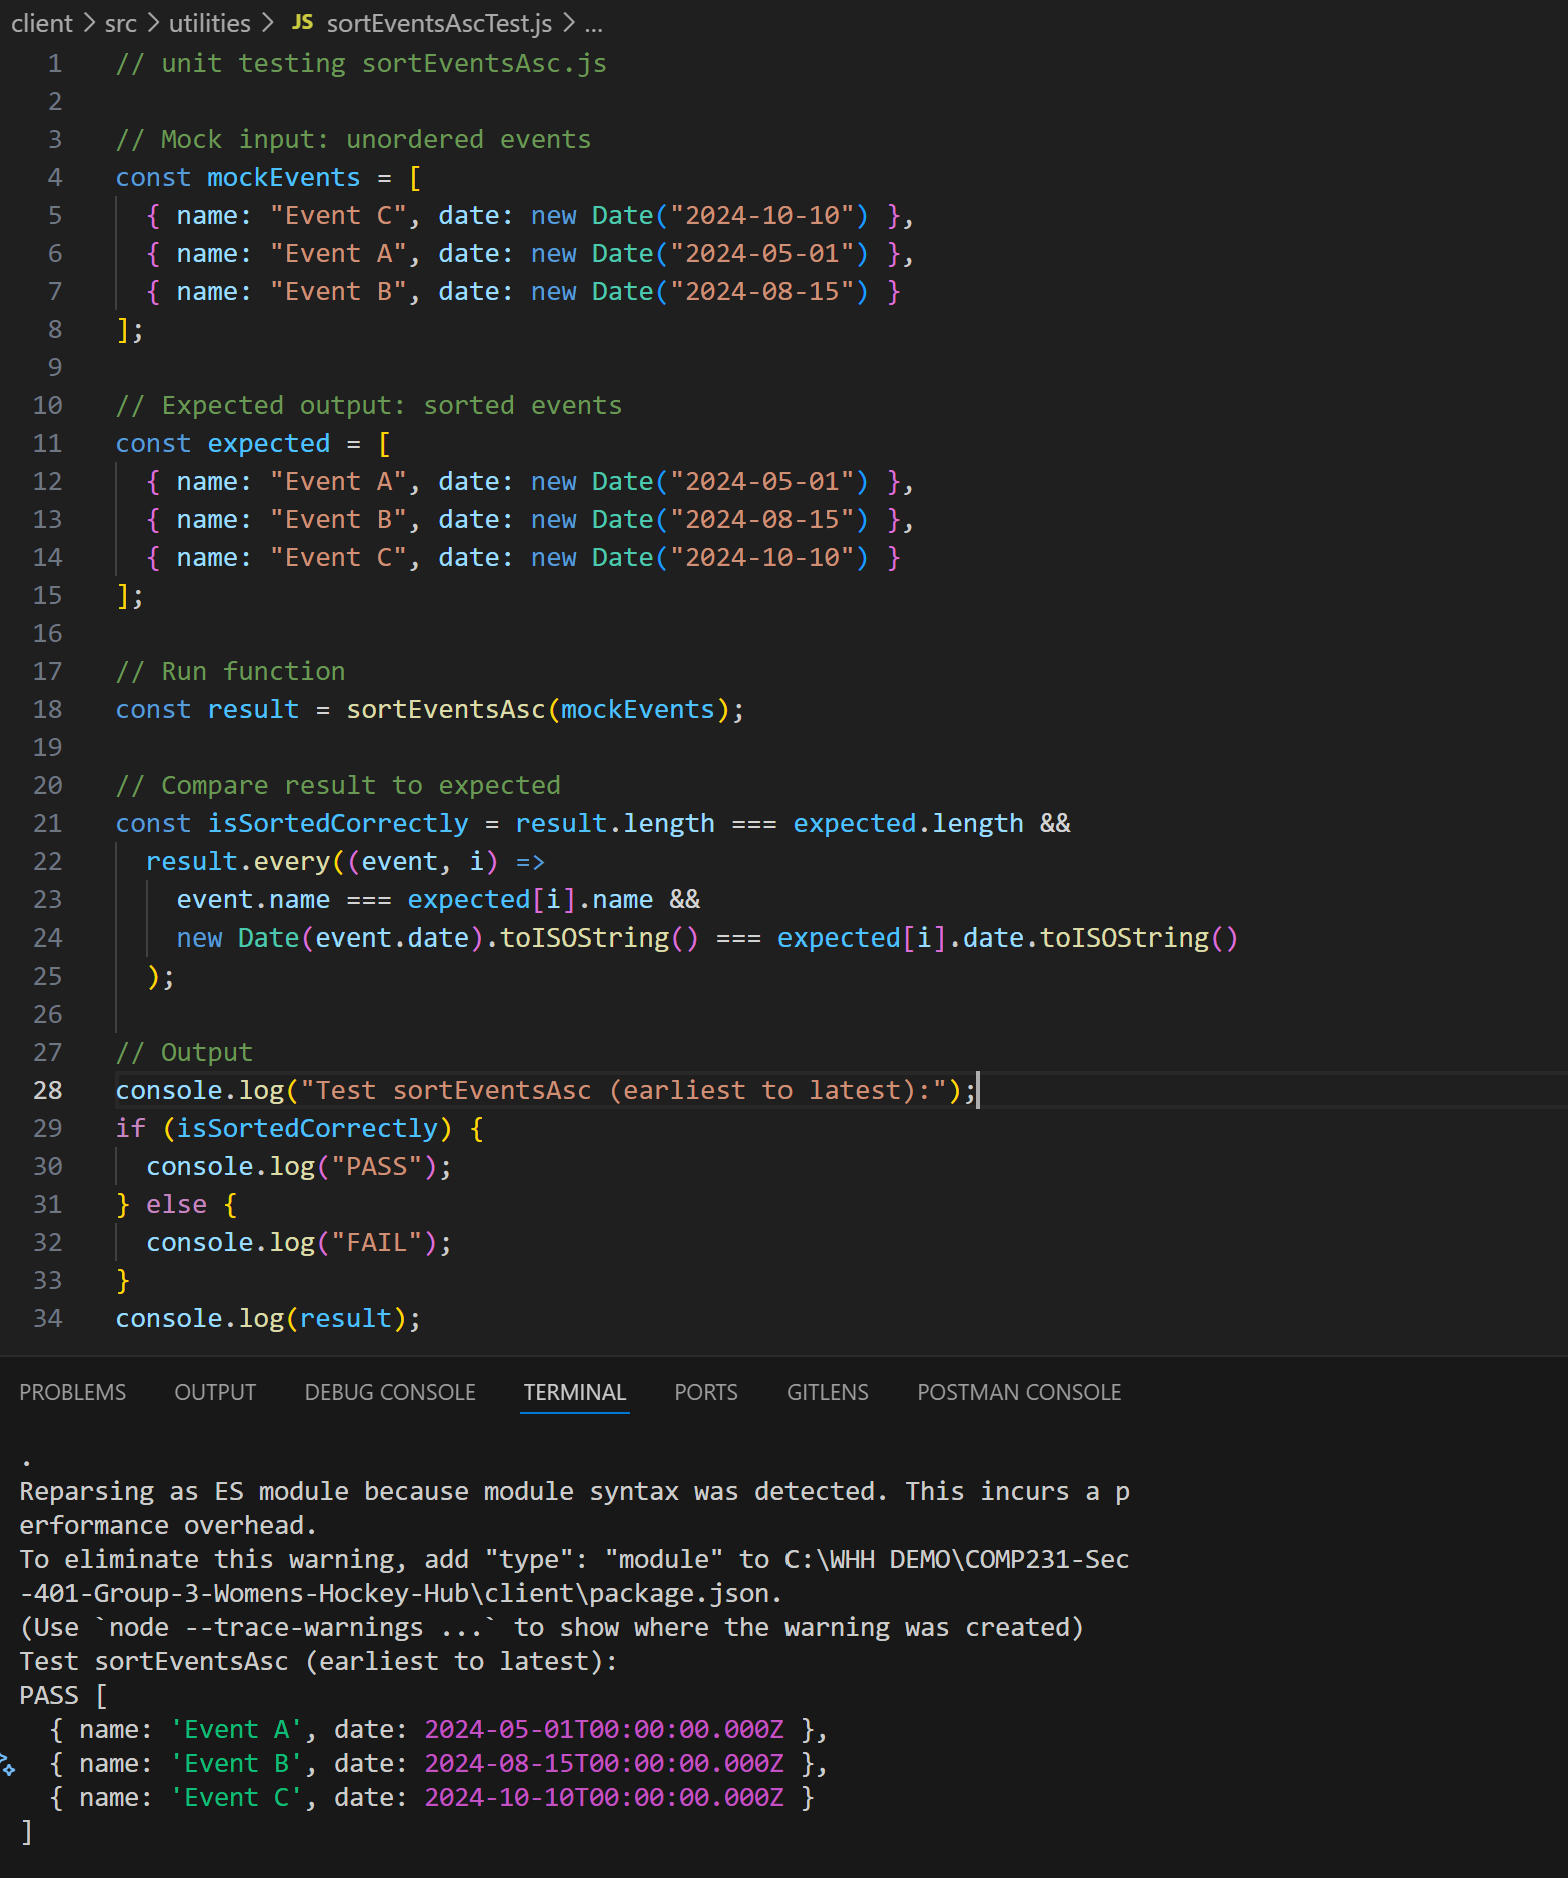 client > src > utilities > JS sortEventsAscTest.js > ...
1 // unit testing sortEventsAsc.js
2
3 // Mock input: unordered events
4 const mockEvents = [
5   { name: "Event C", date: new Date("2024-10-10") },
6   { name: "Event A", date: new Date("2024-05-01") },
7   { name: "Event B", date: new Date("2024-08-15") }
8 ];
9
10 // Expected output: sorted events
11 const expected = [
12   { name: "Event A", date: new Date("2024-05-01") },
13   { name: "Event B", date: new Date("2024-08-15") },
14   { name: "Event C", date: new Date("2024-10-10") }
15 ];
16
17 // Run function
18 const result = sortEventsAsc(mockEvents);
19
20 // Compare result to expected
21 const isSortedCorrectly = result.length === expected.length &&
22   result.every((event, i) =>
23     event.name === expected[i].name &&
24     new Date(event.date).toISOString() === expected[i].date.toISOString()
25   );
26
27 // Output
28 console.log("Test sortEventsAsc (earliest to latest):");
29 if (isSortedCorrectly) {
30   console.log("PASS");
31 } else {
32   console.log("FAIL");
33 }
34 console.log(result);
PROBLEMS OUTPUT DEBUG CONSOLE TERMINAL PORTS GITLENS POSTMAN CONSOLE
.
Reparsing as ES module because module syntax was detected. This incurs a p
erformance overhead.
To eliminate this warning, add "type": "module" to C:\WHH DEMO\COMP231-Sec
-401-Group-3-Womens-Hockey-Hub\client\package.json.
(Use `node --trace-warnings ...` to show where the warning was created)
Test sortEventsAsc (earliest to latest):
PASS [
  { name: 'Event A', date: 2024-05-01T00:00:00.000Z },
  { name: 'Event B', date: 2024-08-15T00:00:00.000Z },
  { name: 'Event C', date: 2024-10-10T00:00:00.000Z }
]